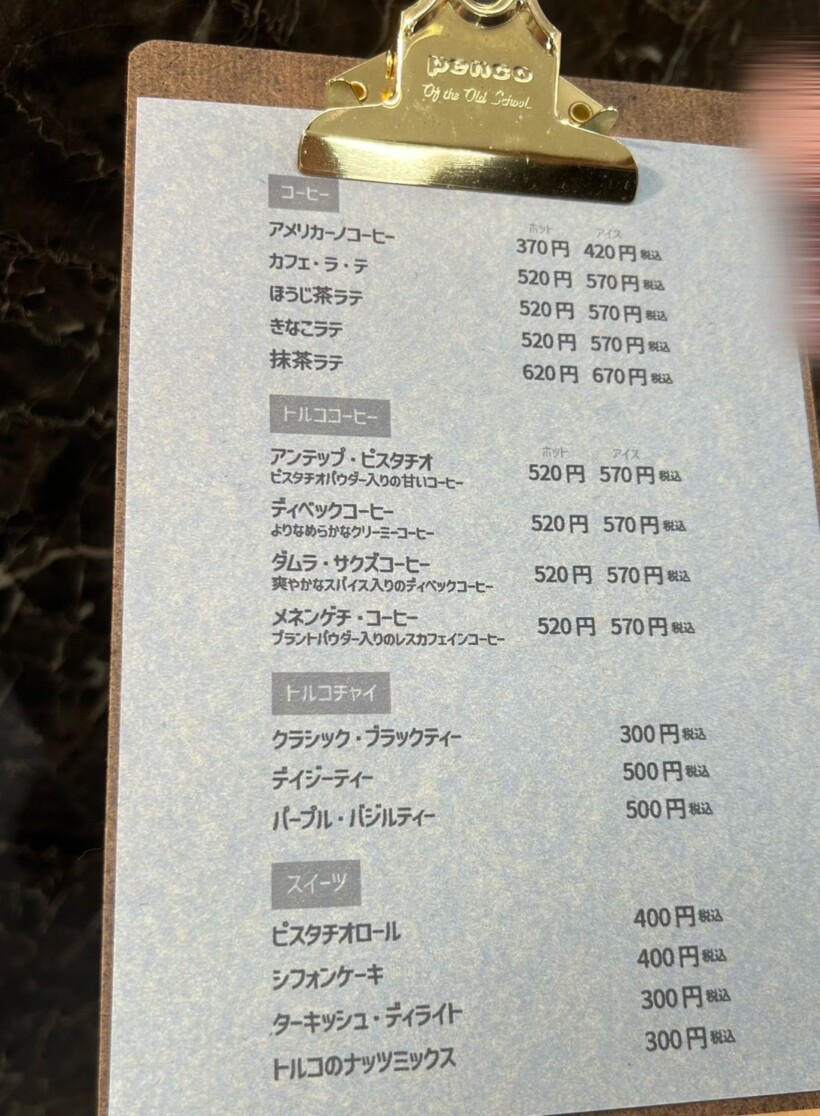 penco
Of the Old School
コーヒー
ホット アイス
アメリカーノコーヒー 370円 420円税込
カフェ・ラ・テ 520円 570円税込
ほうじ茶ラテ 520円 570円税込
きなこラテ 520円 570円税込
抹茶ラテ 620円 670円税込
トルココーヒー
ホット アイス
アンテップ・ピスタチオ 520円 570円税込
ピスタチオパウダー入りの甘いコーヒー
ディベックコーヒー 520円 570円税込
よりなめらかなクリーミーコーヒー
ダムラ・サクズコーヒー 520円 570円税込
爽やかなスパイス入りのディベックコーヒー
メネンゲチ・コーヒー 520円 570円税込
プラントパウダー入りのレスカフェインコーヒー
トルコチャイ
クラシック・ブラックティー 300円税込
デイジーティー 500円税込
パープル・バジルティー 500円税込
スイーツ
ピスタチオロール 400円税込
シフォンケーキ 400円税込
ターキッシュ・ディライト 300円税込
トルコのナッツミックス 300円税込